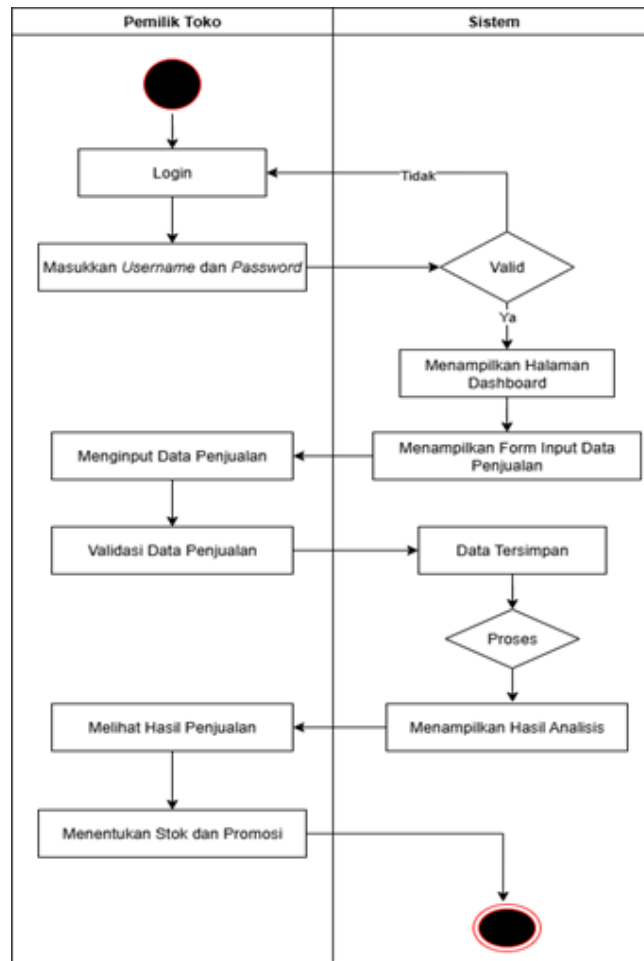 Pemilik Toko
Sistem
Login
Tidak
Masukkan Username dan Password
Valid
Ya
Menampilkan Halaman
Dashboard
Menginput Data Penjualan
Menampilkan Form Input Data
Penjualan
Validasi Data Penjualan
Data Tersimpan
Proses
Melihat Hasil Penjualan
Menampilkan Hasil Analisis
Menentukan Stok dan Promosi